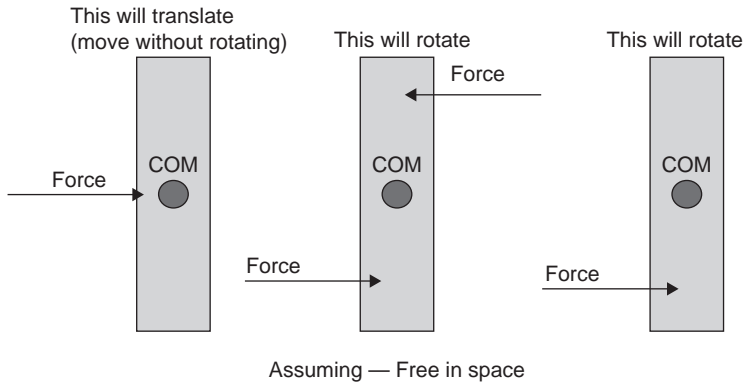 This will translate
(move without rotating)
This will rotate
This will rotate
Force
COM
COM
COM
Force
Force
Force
Assuming — Free in space